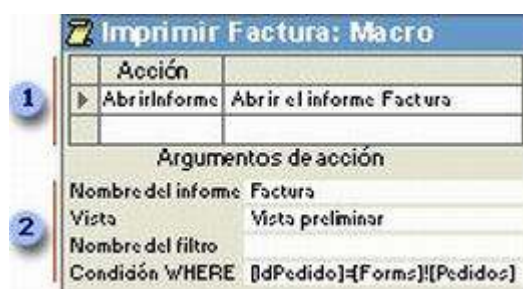 Imprimir Factura: Macro
Acción
1
AbrirInforme Abrir el informe Factura
Argumentos de acción
Nombre del informe Factura
2
Vista Vista preliminar
Nombre del filtro
Condición WHERE [IdPedido]=[Forms]![Pedidos]